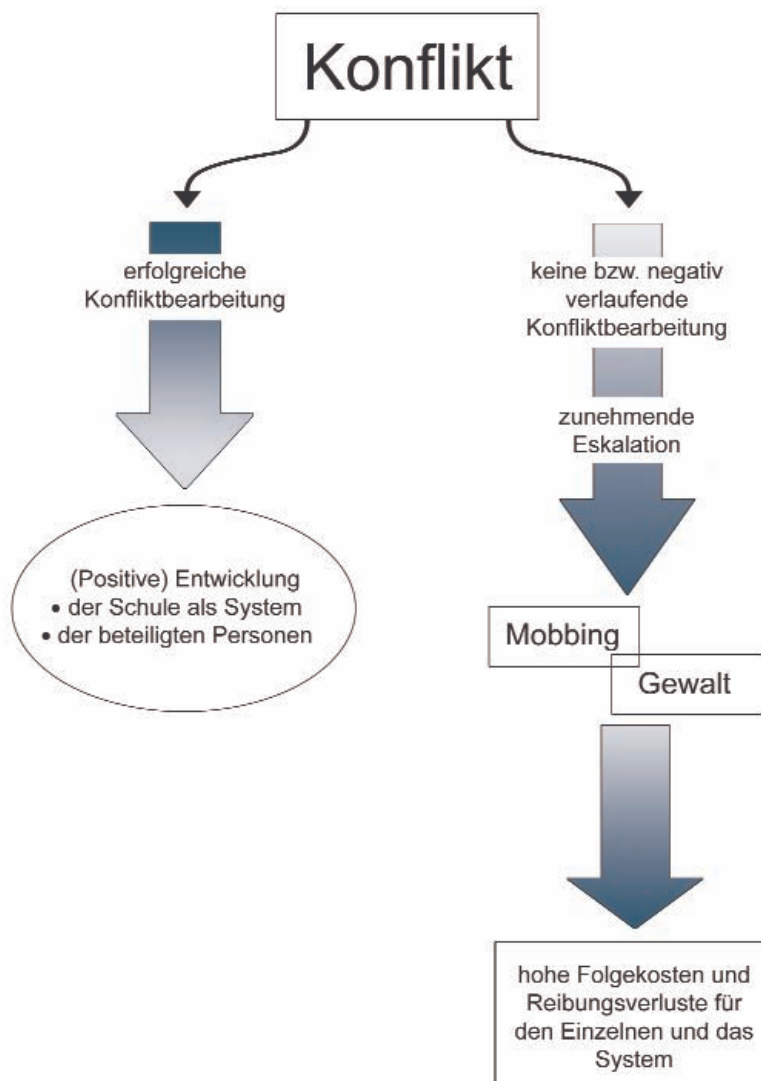 Konflikt
erfolgreiche
Konfliktbearbeitung
(Positive) Entwicklung
• der Schule als System
• der beteiligten Personen
keine bzw. negativ
verlaufende
Konfliktbearbeitung
zunehmende
Eskalation
Mobbing
Gewalt
hohe Folgekosten und
Reibungsverluste für
den Einzelnen und das
System